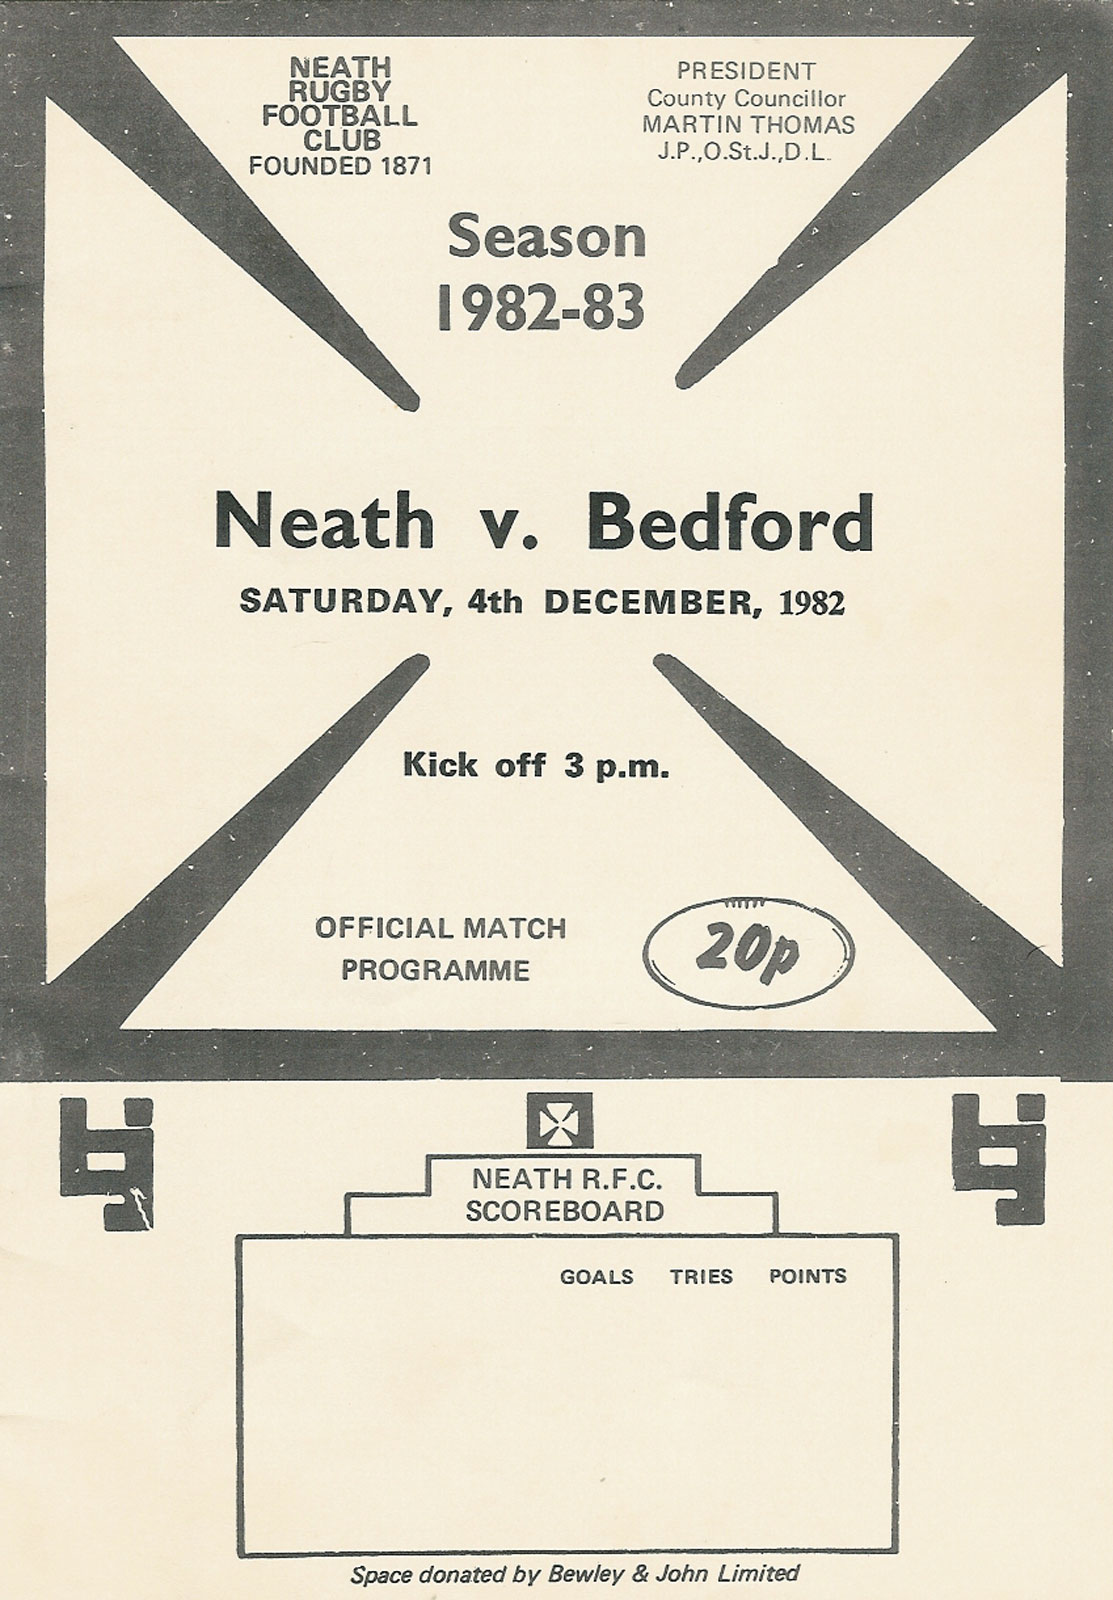 NEATH
RUGBY
FOOTBALL
CLUB
FOUNDED 1871
PRESIDENT
County Councillor
MARTIN THOMAS
J.P.,O.St.J.,D.L.
Season
1982-83
Neath v. Bedford
SATURDAY, 4th DECEMBER, 1982
Kick off 3 p.m.
OFFICIAL MATCH
PROGRAMME
20p
NEATH R.F.C.
SCOREBOARD
GOALS TRIES POINTS
Space donated by Bewley & John Limited